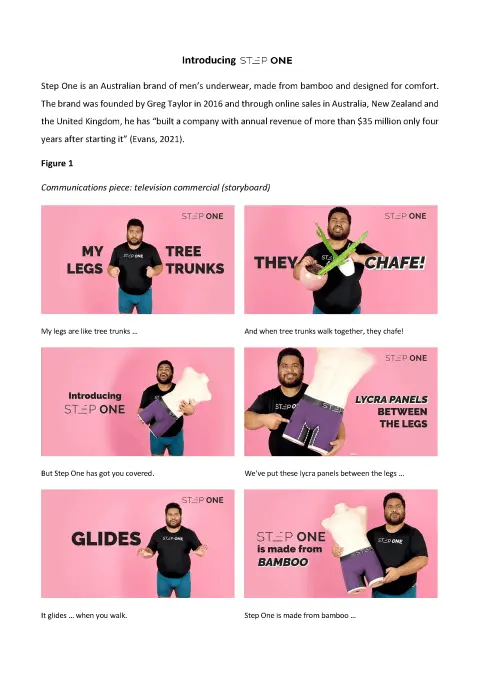 Introducing STEP ONE
Step One is an Australian brand of men's underwear, made from bamboo and designed for comfort.
The brand was founded by Greg Taylor in 2016 and through online sales in Australia, New Zealand and
the United Kingdom, he has “built a company with annual revenue of more than $35 million only four
years after starting it” (Evans, 2021).
Figure 1
Communications piece: television commercial (storyboard)
STEP ONE
MY LEGS
TREE TRUNKS
STEP ONE
STEP ONE
THEY CHAFE!
My legs are like tree trunks …
And when tree trunks walk together, they chafe!
Introducing
STEP ONE
STEP ONE
LYCRA PANELS
BETWEEN
THE LEGS
But Step One has got you covered.
We've put these lycra panels between the legs …
STEP ONE
GLIDES
STEP ONE
STEP ONE
is made from
BAMBOO
STEP ONE
It glides … when you walk.
Step One is made from bamboo …